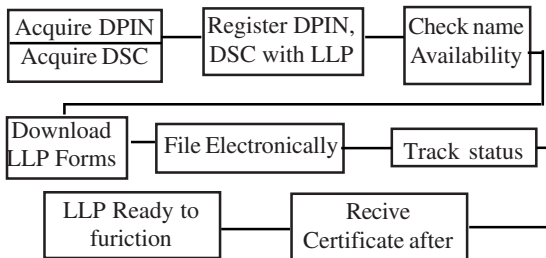 Acquire DPIN
Acquire DSC
Register DPIN,
DSC with LLP
Check name
Availability
Download
LLP Forms
File Electronically
Track status
LLP Ready to
furiction
Recive
Certificate after